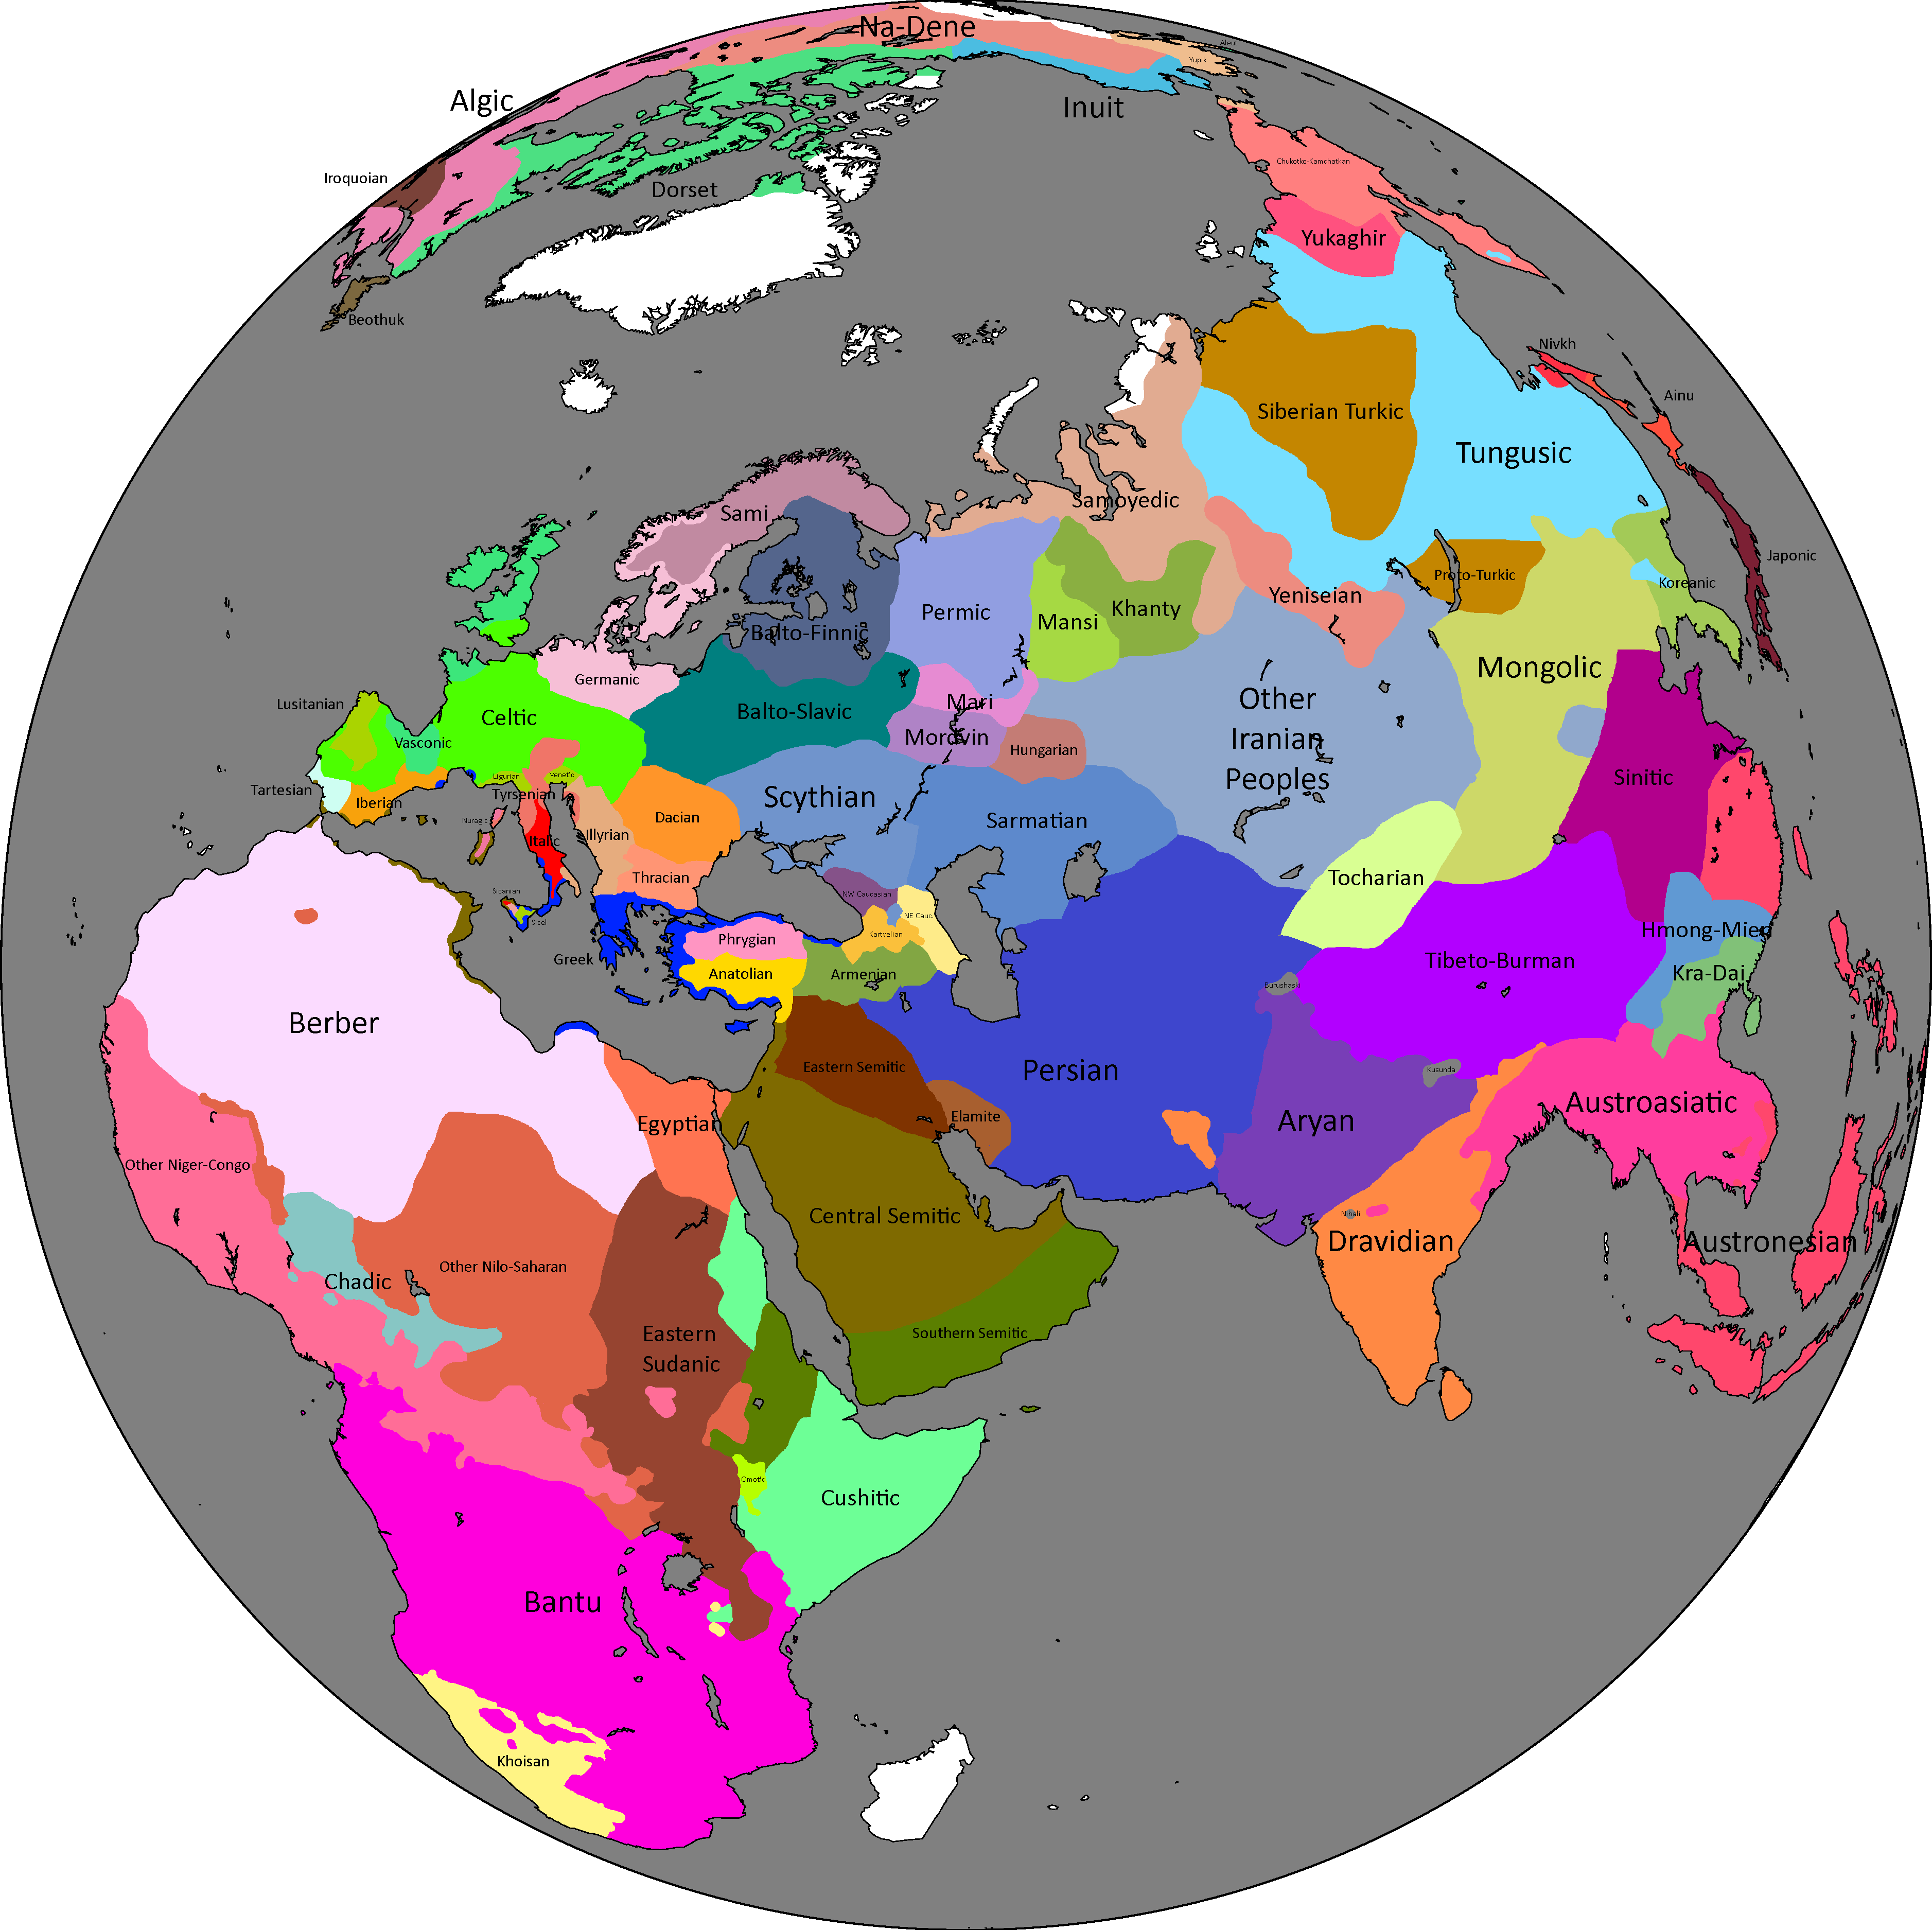 Na-Dene
Aleut
Yupik
Algic
Inuit
Chukotko-Kamchatkan
Iroquoian
Dorset
Yukaghir
Beothuk
Nivkh
Ainu
Siberian Turkic
Tungusic
Samoyedic
Sami
Japonic
Proto-Turkic
Koreanic
Yeniseian
Khanty
Permic
Mansi
Balto-Finnic
Mongolic
Germanic
Lusitanian
Mari
Other
Iranian
Peoples
Celtic
Balto-Slavic
Vasconic
Mordvin
Hungarian
Ligurian
Venetic
Sinitic
Tartesian
Tyrsenian
Iberian
Scythian
Dacian
Nuragic
Sarmatian
Illyrian
Italic
Thracian
Tocharian
Sicanian
NW Caucasian
NE Cauc.
Sicel
Kartvelian
Hmong-Mien
Phrygian
Greek
Tibeto-Burman
Anatolian
Armenian
Kra-Dai
Burushaski
Berber
Eastern Semitic
Persian
Kusunda
Austroasiatic
Egyptian
Elamite
Aryan
Other Niger-Congo
Central Semitic
Nihali
Dravidian
Austronesian
Other Nilo-Saharan
Chadic
Eastern
Sudanic
Southern Semitic
Omotic
Cushitic
Bantu
Khoisan